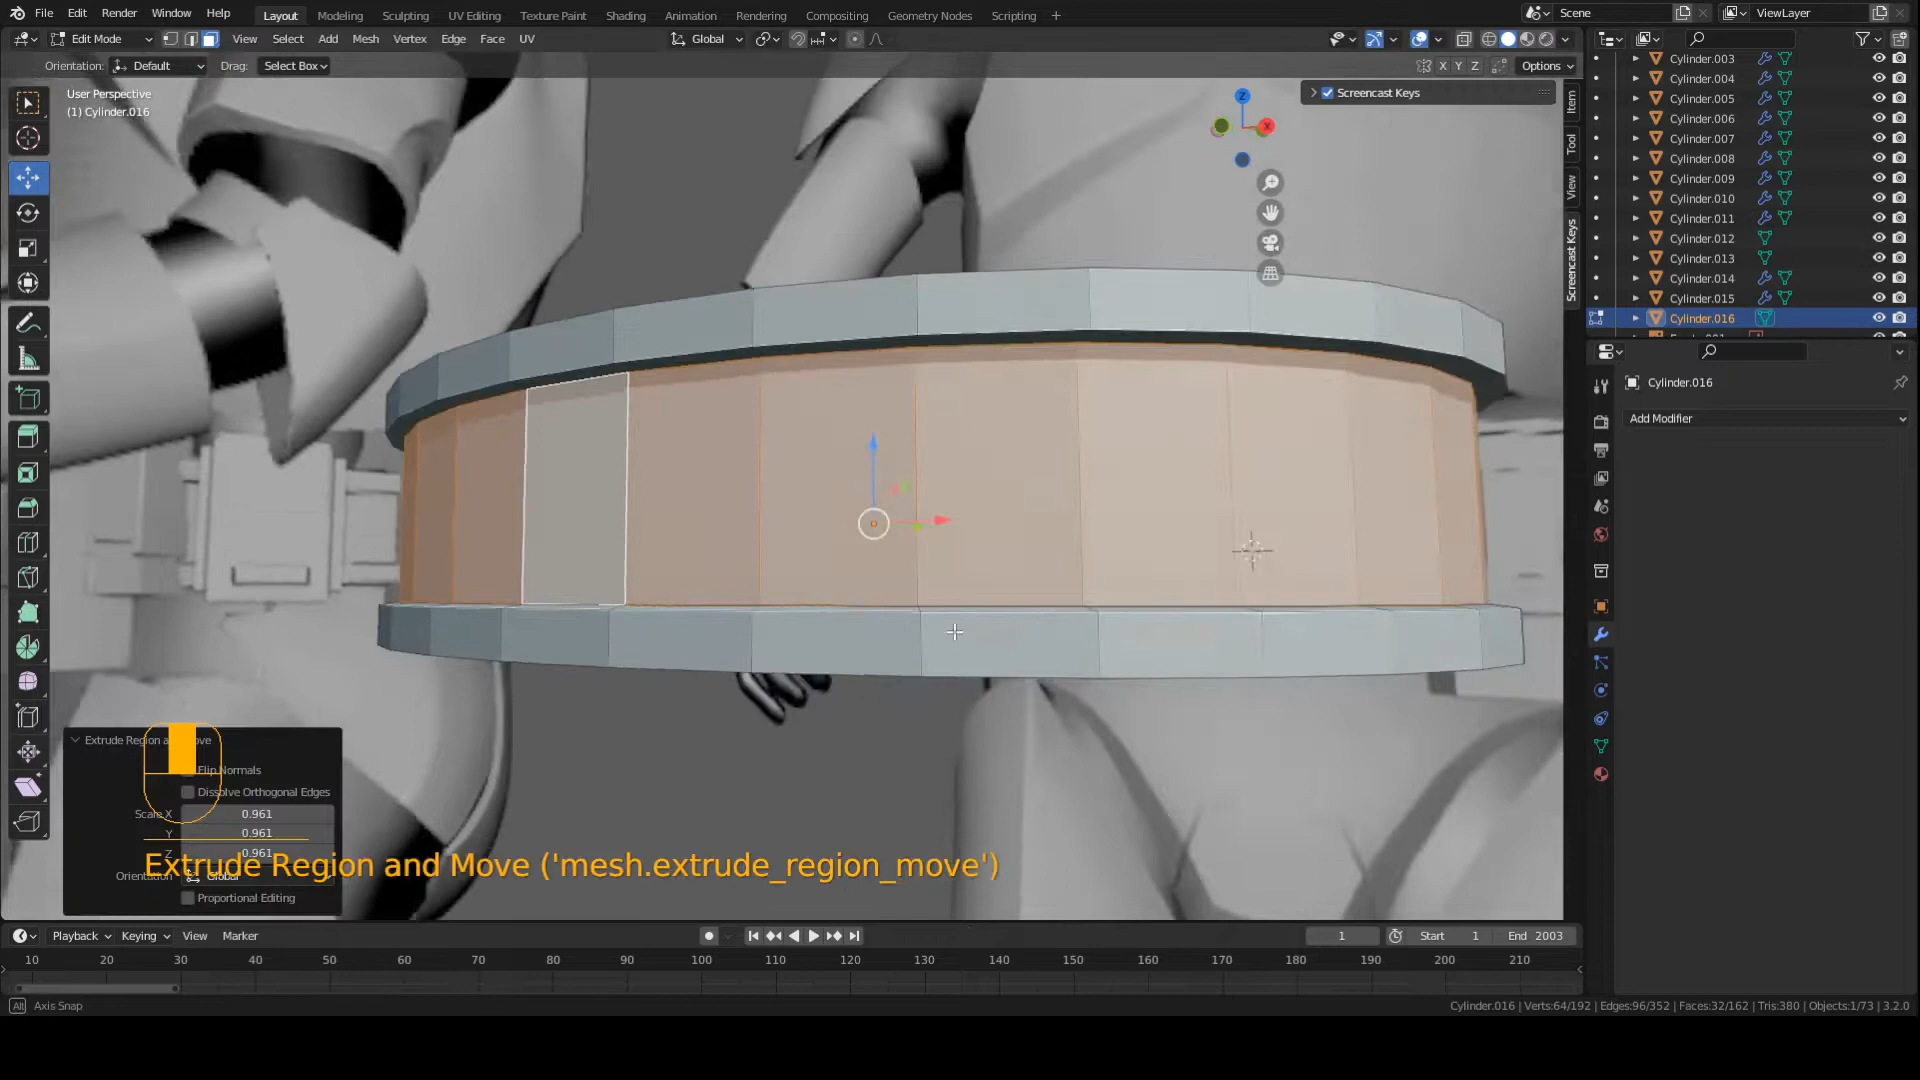 File Edit Render Window Help Layout Modeling Sculpting UV Editing Texture Paint Shading Animation Rendering Compositing Geometry Nodes Scripting + Scene ViewLayer
Edit Mode View Select Add Mesh Vertex Edge Face UV Global
Orientation: Default Drag: Select Box X Y Z Options
User Perspective
(1) Cylinder.016
Screencast Keys
Z
X
Item
Tool
View
Screencast Keys
Cylinder.003
Cylinder.004
Cylinder.005
Cylinder.006
Cylinder.007
Cylinder.008
Cylinder.009
Cylinder.010
Cylinder.011
Cylinder.012
Cylinder.013
Cylinder.014
Cylinder.015
Cylinder.016
Cylinder.016
Add Modifier
Flip Normals
Dissolve Orthogonal Edges
Scale X 0.961
Y 0.961
Z 0.961
Extrude Region and Move ('mesh.extrude_region_move')
Global
Proportional Editing
Playback Keying View Marker 1 Start 1 End 2003
10 20 30 40 50 60 70 80 90 100 110 120 130 140 150 160 170 180 190 200 210
Alt Axis Snap Cylinder.016 | Verts:64/192 | Edges:96/352 | Faces:32/162 | Tris:380 | Objects:1/73 | 3.2.0